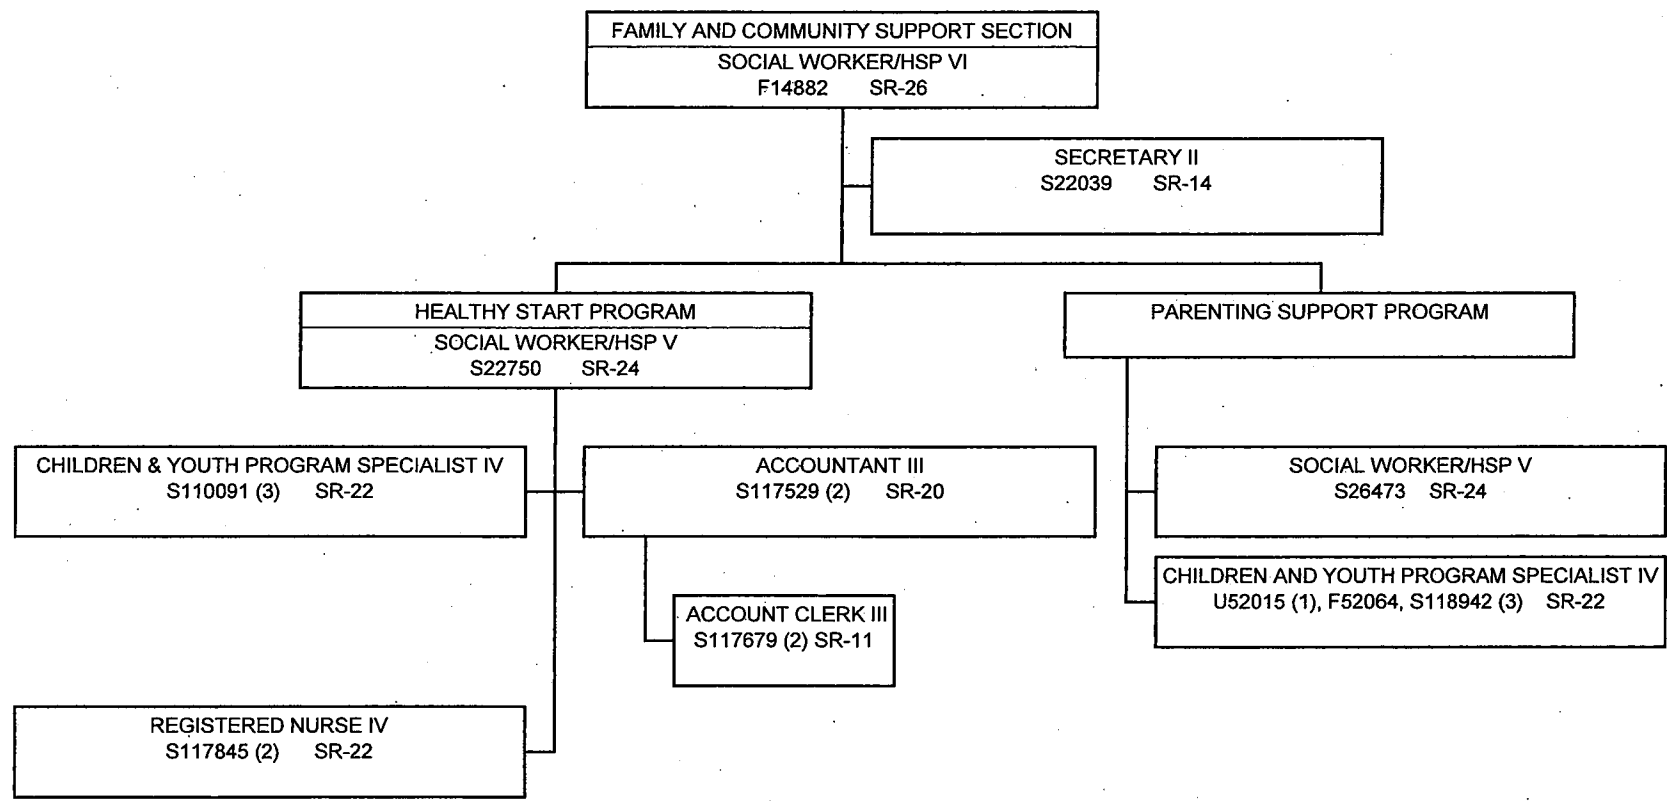 FAMILY AND COMMUNITY SUPPORT SECTION
SOCIAL WORKER/HSP VI
F14882 SR-26
SECRETARY II
S22039 SR-14
HEALTHY START PROGRAM
SOCIAL WORKER/HSP V
S22750 SR-24
PARENTING SUPPORT PROGRAM
CHILDREN & YOUTH PROGRAM SPECIALIST IV
S110091 (3) SR-22
ACCOUNTANT III
S117529 (2) SR-20
SOCIAL WORKER/HSP V
S26473 SR-24
CHILDREN AND YOUTH PROGRAM SPECIALIST IV
U52015 (1), F52064, S118942 (3) SR-22
ACCOUNT CLERK III
S117679 (2) SR-11
REGISTERED NURSE IV
S117845 (2) SR-22